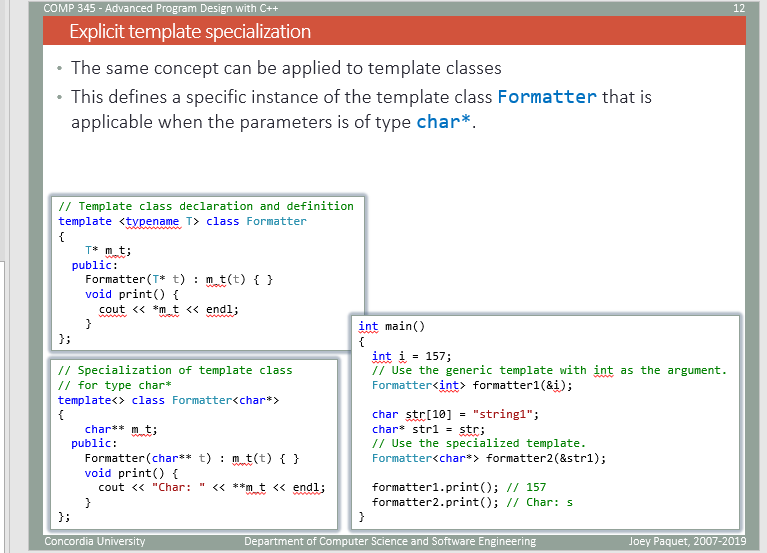 COMP 345 - Advanced Program Design with C++ 12
Explicit template specialization
• The same concept can be applied to template classes
• This defines a specific instance of the template class Formatter that is
applicable when the parameters is of type char*.
// Template class declaration and definition
template <typename T> class Formatter
{
    T* m_t;
  public:
    Formatter(T* t) : m_t(t) { }
    void print() {
      cout << *m_t << endl;
    }
};
// Specialization of template class
// for type char*
template<> class Formatter<char*>
{
    char** m_t;
  public:
    Formatter(char** t) : m_t(t) { }
    void print() {
      cout << "Char: " << **m_t << endl;
    }
};
int main()
{
  int i = 157;
  // Use the generic template with int as the argument.
  Formatter<int> formatter1(&i);

  char str[10] = "string1";
  char* str1 = str;
  // Use the specialized template.
  Formatter<char*> formatter2(&str1);

  formatter1.print(); // 157
  formatter2.print(); // Char: s
}
Concordia University Department of Computer Science and Software Engineering Joey Paquet, 2007-2019